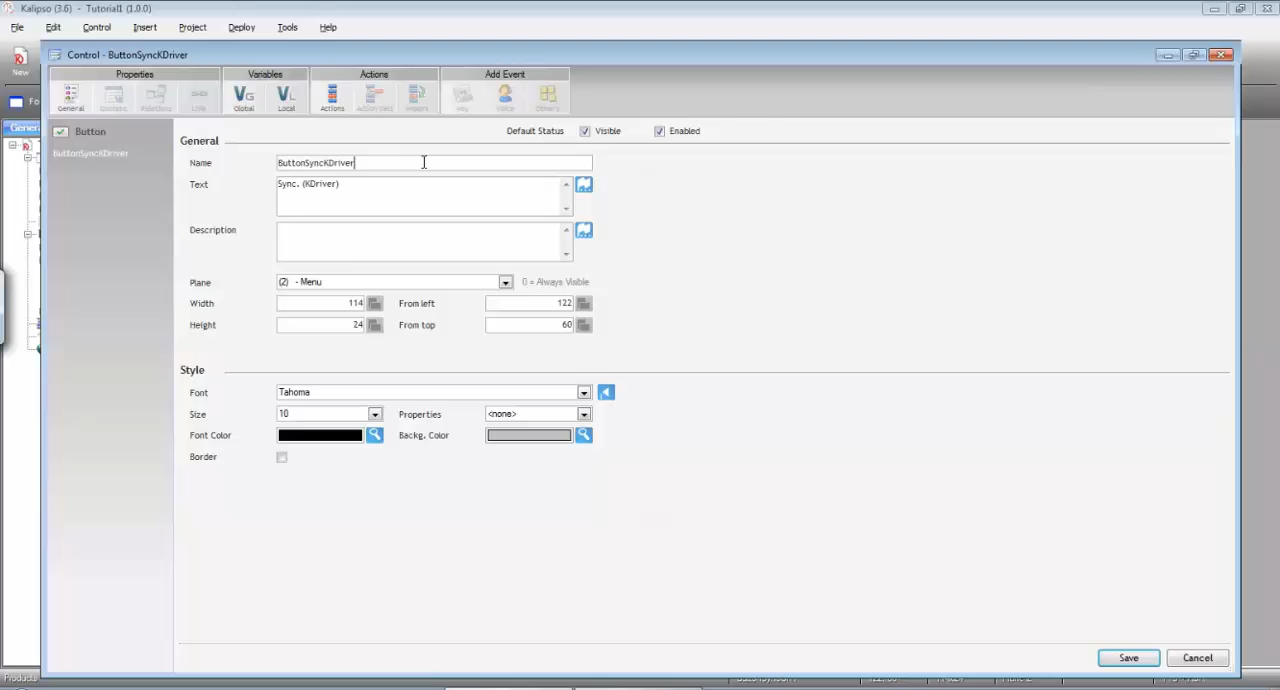 Kalipso (3.6) - Tutorial1 (1.0.0)
File Edit Control Insert Project Deploy Tools Help
New
Control - ButtonSyncKDriver
Properties Variables Actions Add Event
General Global Local Actions Others
Button
ButtonSyncKDriver
Default Status Visible Enabled
General
Name ButtonSyncKDriver
Text Sync. (KDriver)
Description
Plane (2) - Menu 0 = Always Visible
Width 114 From left 122
Height 24 From top 60
Style
Font Tahoma
Size 10 Properties <none>
Font Color Backg. Color
Border
Save Cancel